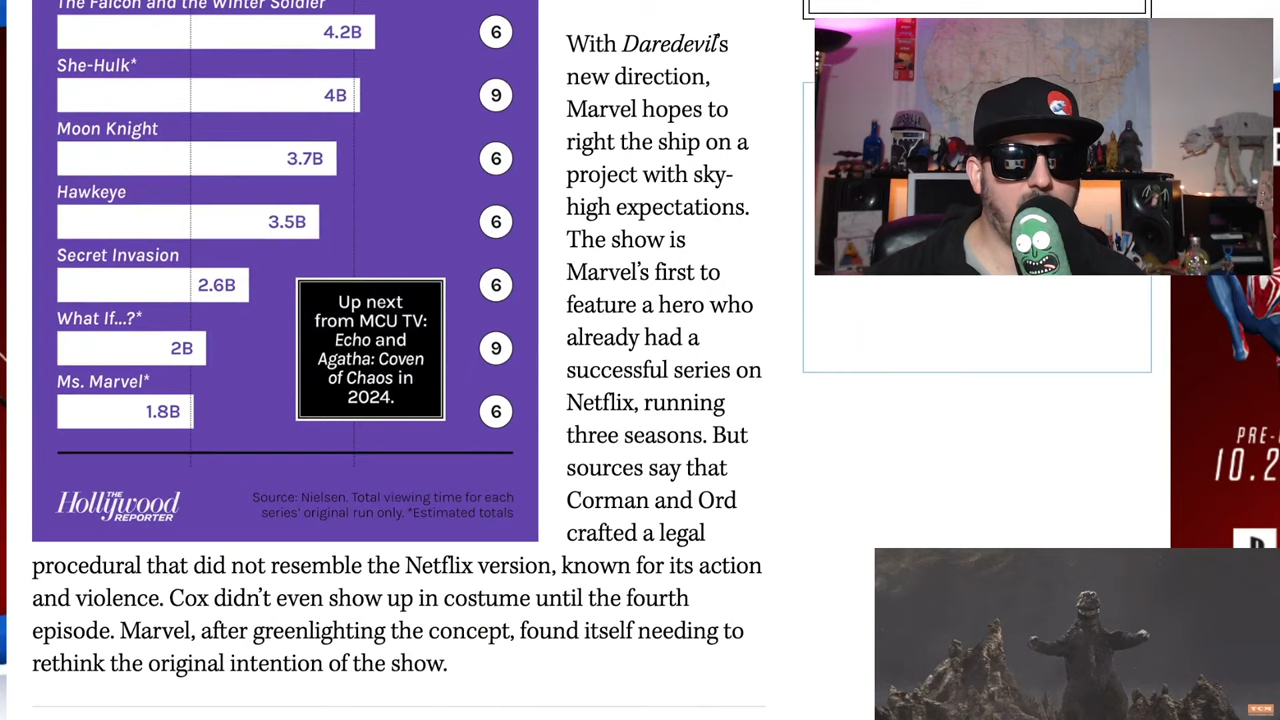 The Falcon and the Winter Soldier
4.2B 6
She-Hulk*
4B 9
Moon Knight
3.7B 6
Hawkeye
3.5B 6
Secret Invasion
2.6B 6
What If...?*
2B 9
Ms. Marvel*
1.8B 6
Up next
from MCU TV:
Echo and
Agatha: Coven
of Chaos in
2024.
THE
Hollywood
REPORTER
Source: Nielsen. Total viewing time for each
series' original run only. *Estimated totals
With Daredevil's
new direction,
Marvel hopes to
right the ship on a
project with sky-
high expectations.
The show is
Marvel's first to
feature a hero who
already had a
successful series on
Netflix, running
three seasons. But
sources say that
Corman and Ord
crafted a legal
procedural that did not resemble the Netflix version, known for its action
and violence. Cox didn't even show up in costume until the fourth
episode. Marvel, after greenlighting the concept, found itself needing to
rethink the original intention of the show.
PRE-
10.2
TCM